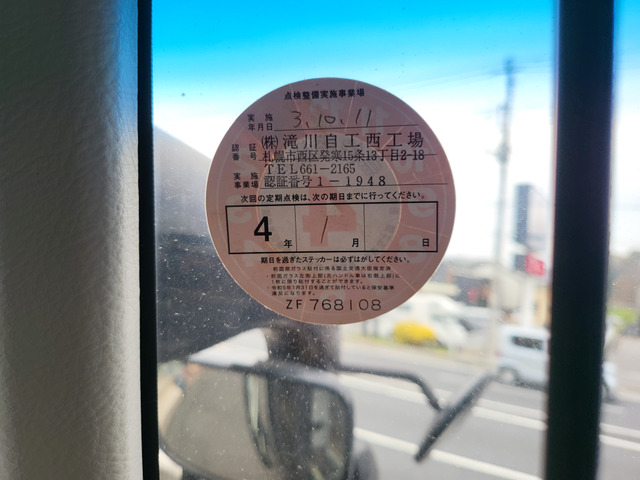 点検整備実施事業場
実施
年月日 3.10.11
(株)滝川自工西工場
認証
番号
札幌市西区発寒15条13丁目2-18
TEL661-2165
実施
事業場 認証番号1-1948
次回の定期点検は、次の期日までに行ってください。
4年 1月 日
期日を過ぎたステッカーは必ずはがしてください。
ZF 768108